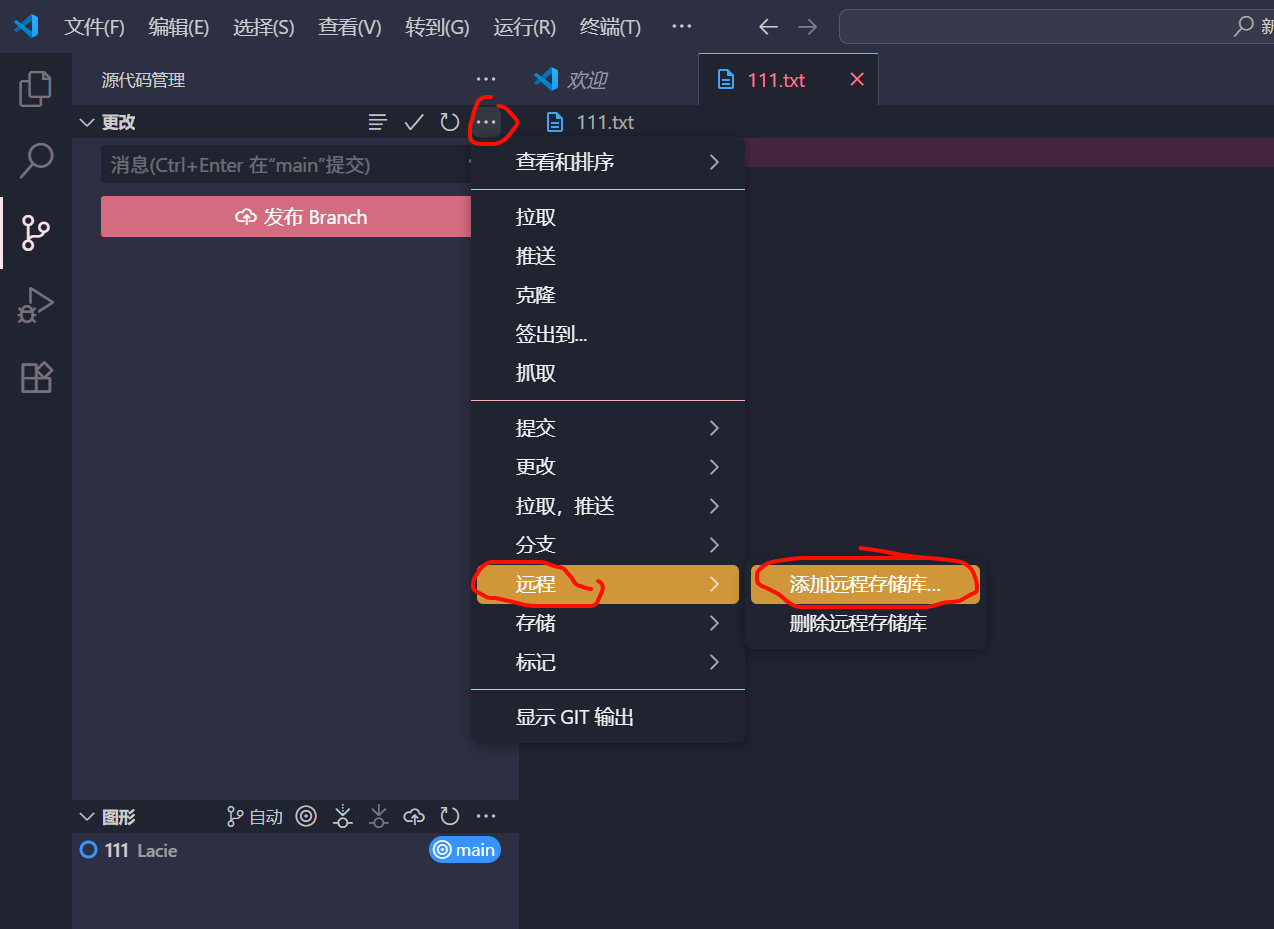 文件(F) 编辑(E) 选择(S) 查看(V) 转到(G) 运行(R) 终端(T) ··· 新
源代码管理 ···
欢迎 111.txt
更改 ···
111.txt
消息(Ctrl+Enter 在“main”提交)
发布 Branch
查看和排序
拉取
推送
克隆
签出到...
抓取
提交
更改
拉取，推送
分支
远程
添加远程存储库...
存储
删除远程存储库
标记
显示 GIT 输出
图形 自动 ···
111 Lacie main